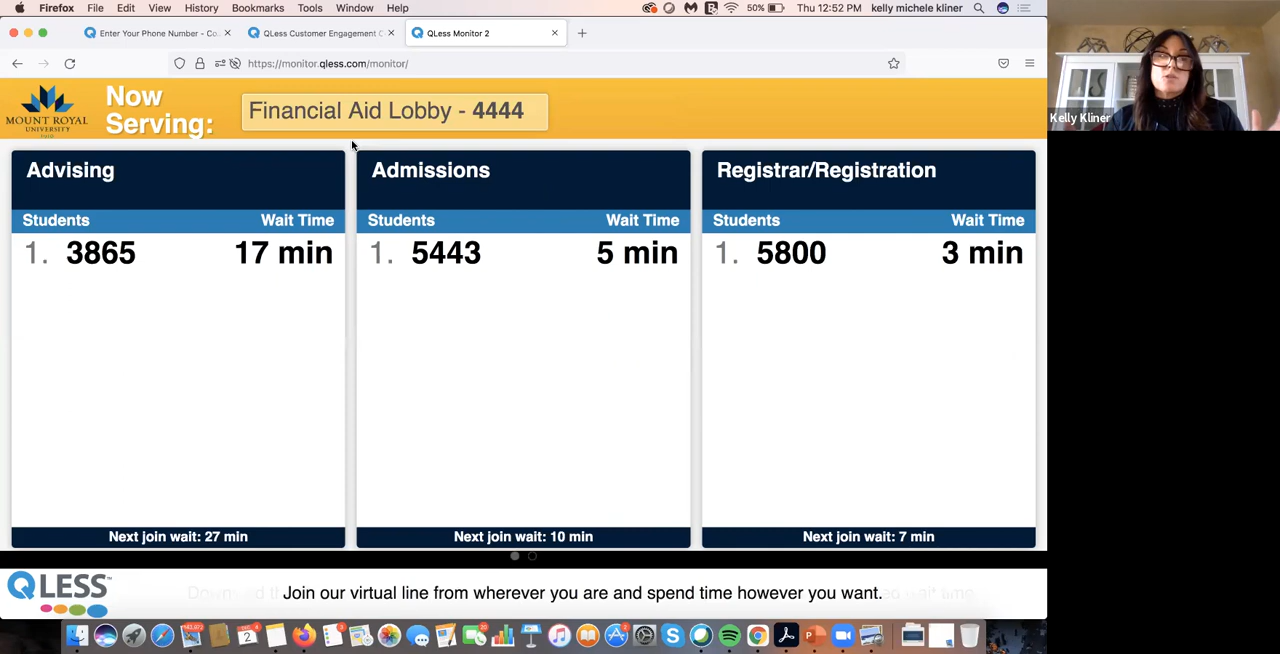 Firefox File Edit View History Bookmarks Tools Window Help 50% Thu 12:52 PM kelly michele kliner
Enter Your Phone Number - Co... QLess Customer Engagement C QLess Monitor 2
https://monitor.qless.com/monitor/
MOUNT ROYAL
UNIVERSITY
Now
Serving:
Financial Aid Lobby - 4444
Kelly Kliner
Advising
Students Wait Time
1. 3865 17 min
Next join wait: 27 min
Admissions
Students Wait Time
1. 5443 5 min
Next join wait: 10 min
Registrar/Registration
Students Wait Time
1. 5800 3 min
Next join wait: 7 min
QLESS
Join our virtual line from wherever you are and spend time however you want.